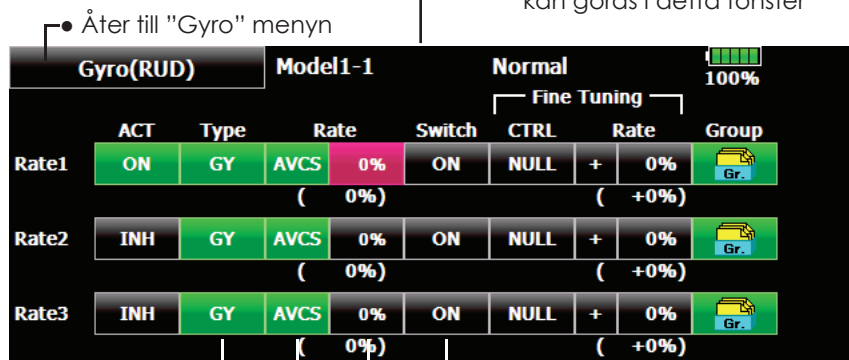 kan göras i detta fönster
● Åter till ”Gyro” menyn
Gyro(RUD) Model1-1 Normal 100%
Fine Tuning
ACT Type Rate Switch CTRL Rate Group
Rate1 ON GY AVCS 0% ON NULL + 0% Gr.
( 0%) ( +0%)
Rate2 INH GY AVCS 0% ON NULL + 0% Gr.
( 0%) ( +0%)
Rate3 INH GY AVCS 0% ON NULL + 0% Gr.
( 0%) ( +0%)